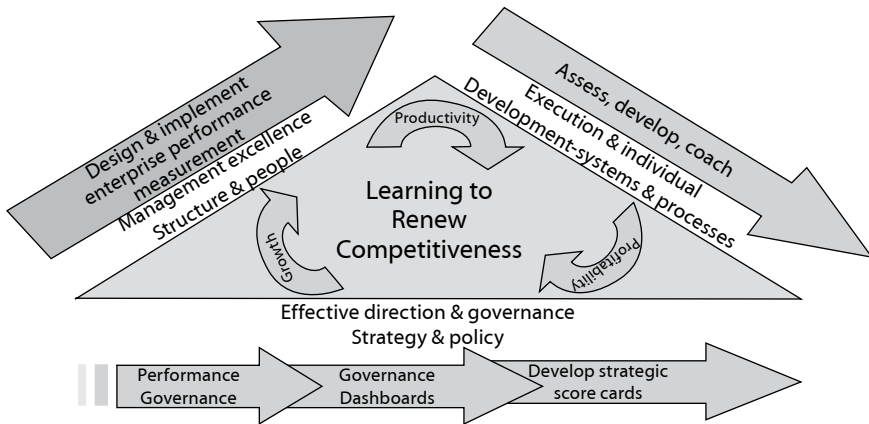 Design & implement
enterprise performance
measurement
Management excellence
Structure & people
Assess, develop, coach
Execution & individual
Development-systems & processes
Productivity
Learning to
Renew
Competitiveness
Growth
Profitability
Effective direction & governance
Strategy & policy
Performance
Governance
Governance
Dashboards
Develop strategic
score cards